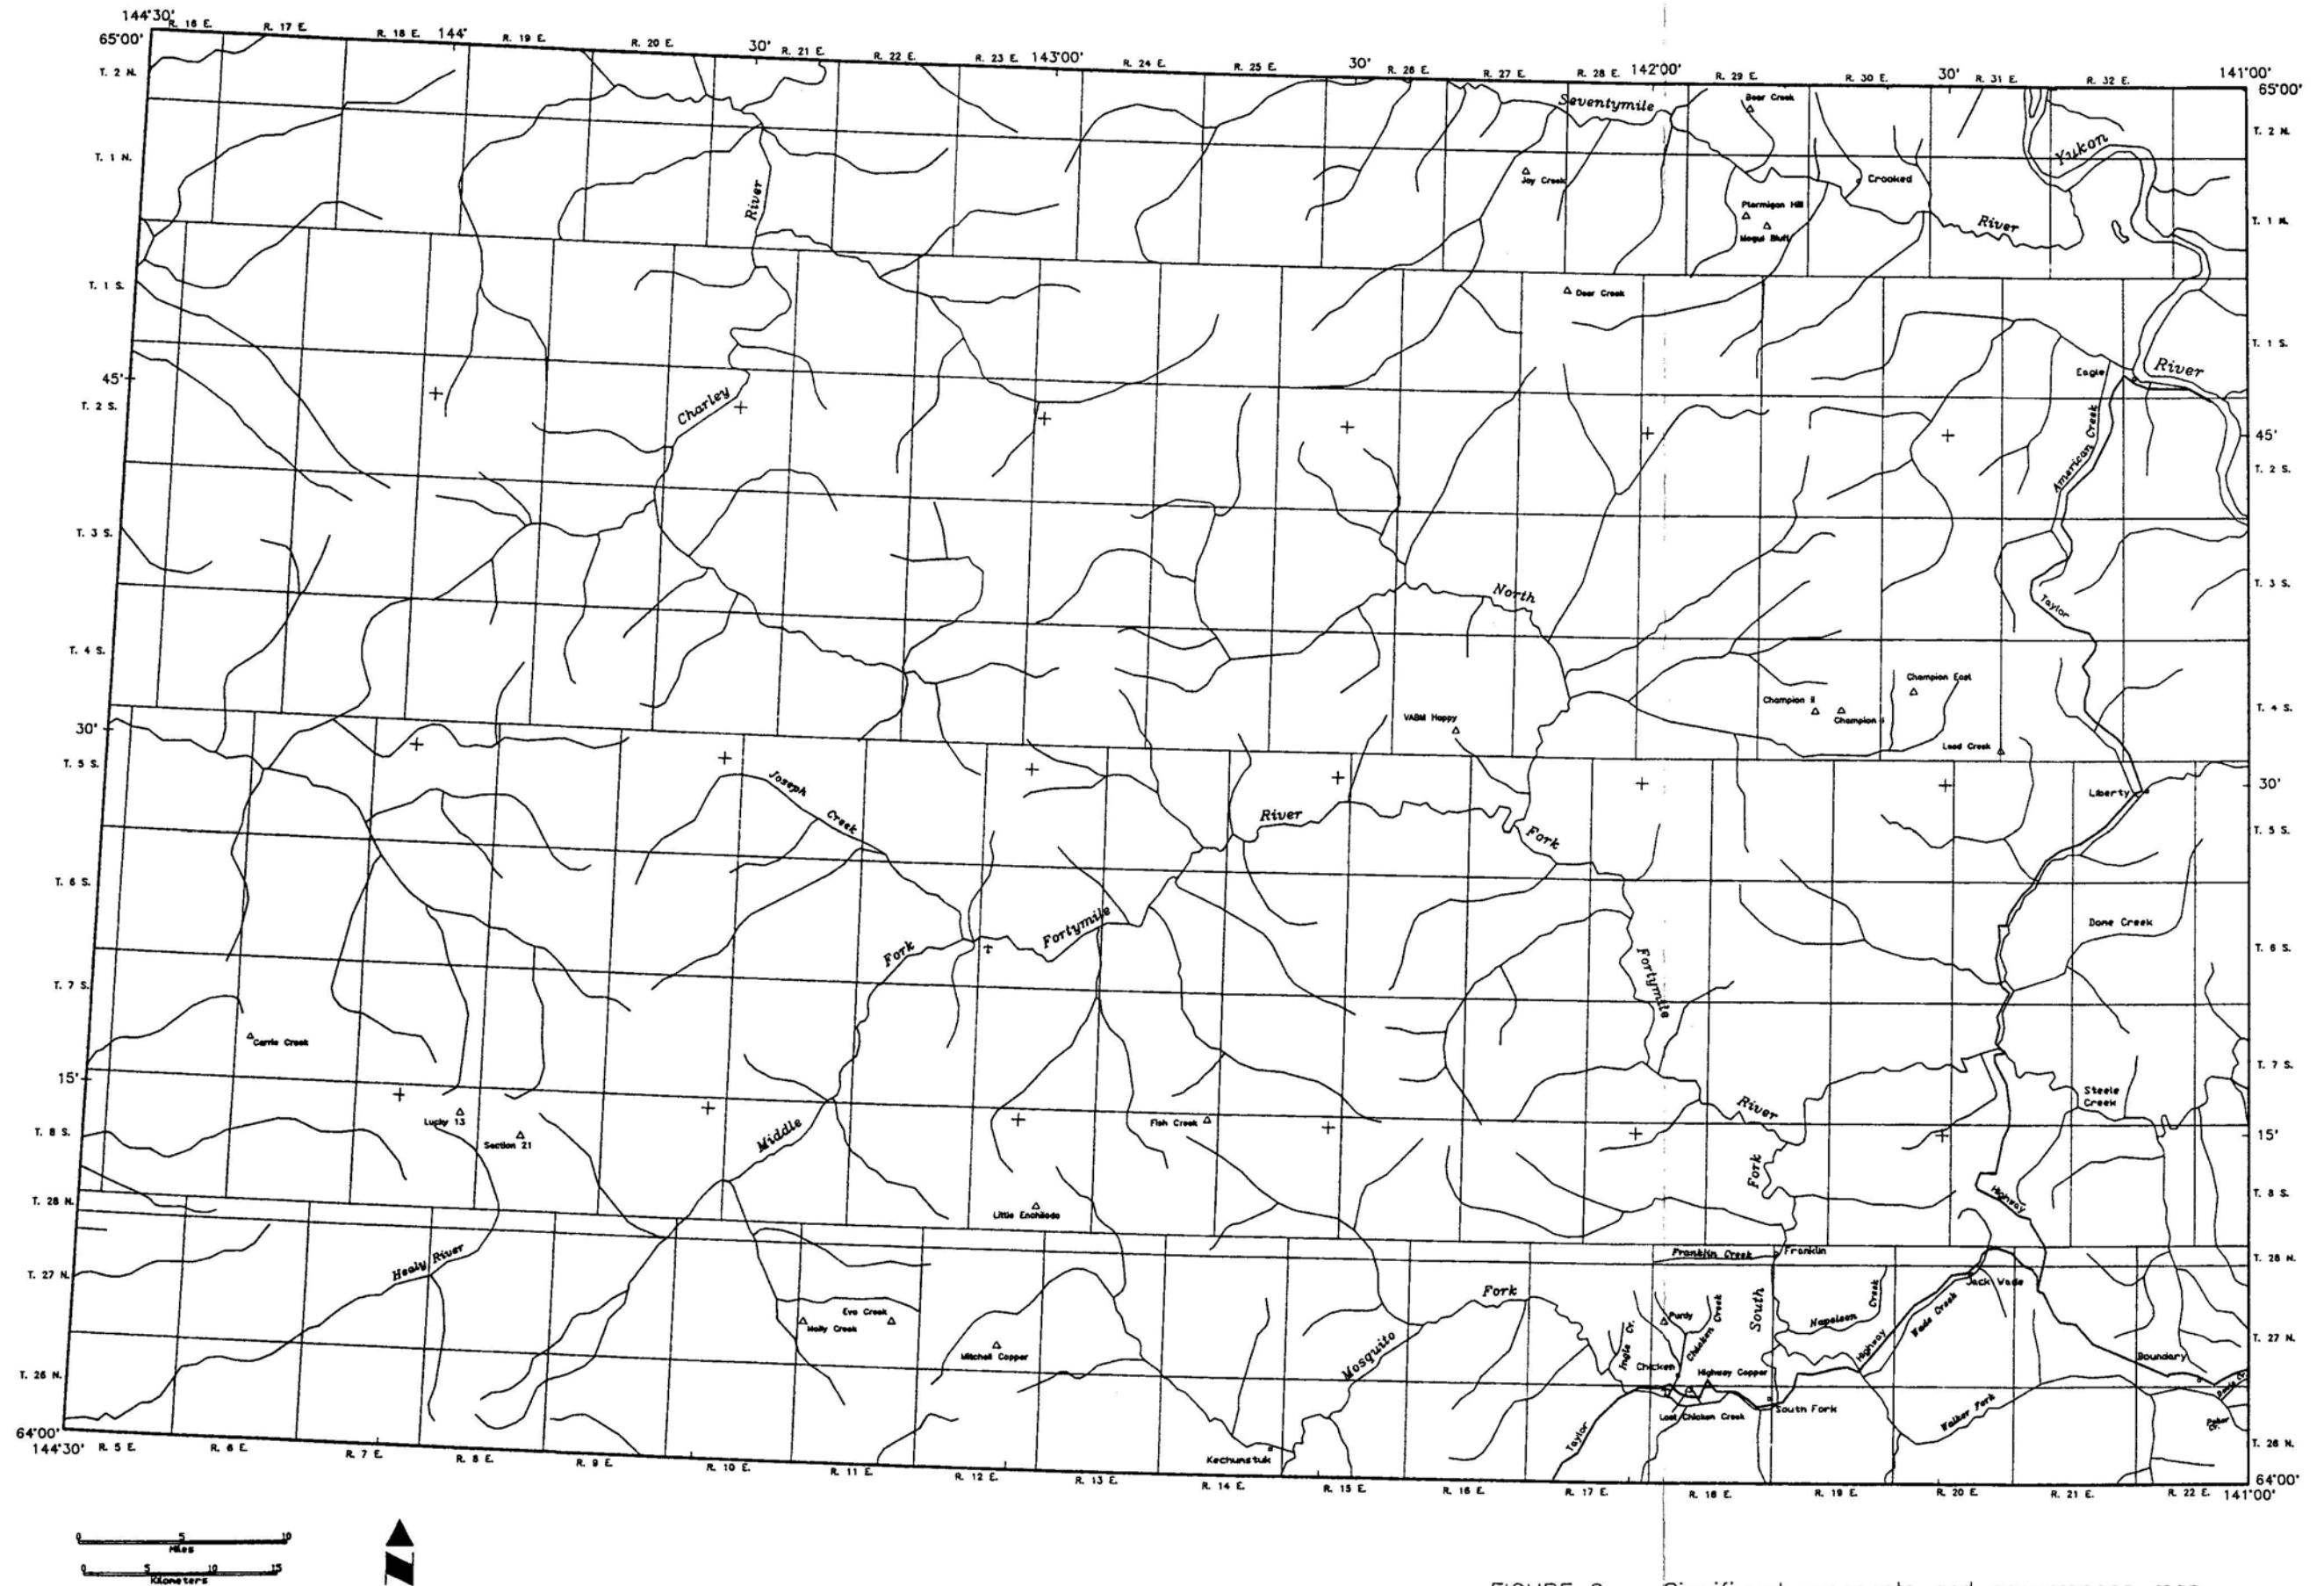 144°30'
R. 16 E.
R. 17 E.
R. 18 E.
144°
R. 19 E.
R. 20 E.
30'
R. 21 E.
R. 22 E.
R. 23 E.
143°00'
R. 24 E.
R. 25 E.
30'
R. 26 E.
R. 27 E.
R. 28 E.
142°00'
R. 29 E.
R. 30 E.
30'
R. 31 E.
R. 32 E.
141°00'
65°00'
65°00'
T. 2 N.
T. 1 N.
T. 1 S.
45'
T. 2 S.
T. 3 S.
T. 4 S.
30'
T. 5 S.
T. 6 S.
T. 7 S.
15'
T. 8 S.
T. 28 N.
T. 27 N.
T. 26 N.
64°00'
144°30'
T. 2 N.
T. 1 N.
T. 1 S.
45'
T. 2 S.
T. 3 S.
T. 4 S.
30'
T. 5 S.
T. 6 S.
T. 7 S.
15'
T. 8 S.
T. 28 N.
T. 27 N.
T. 26 N.
64°00'
141°00'
Seventymile
Bear Creek
Yukon
Joy Creek
Crooked
Ptarmigan Hill
Mogul Bluff
River
River
Deer Creek
Charley
River
Eagle
American Creek
North
Taylor
Champion East
Champion II
Champion I
VABM Happy
Lead Creek
Joseph
Creek
River
Fork
Liberty
Dome Creek
Fork
Fortymile
Fortymile
Carrie Creek
Lucky 13
Section 21
Middle
Fish Creek
River
Steele
Creek
Fork
Highway
Little Enchilada
Healy River
Franklin Creek
Franklin
Jack Wade
Eva Creek
Molly Creek
Mitchell Copper
Fork
Mosquito
Purdy
Ingle Cr.
Chicken Creek
South
Napoleon
Creek
Highway
Wade Creek
Chicken
Highway Copper
Boundary
Lost Chicken Creek
South Fork
Walker Fork
Taylor
Davis Cr.
Poker
Cr.
Kechumstuk
R. 5 E.
R. 6 E.
R. 7 E.
R. 8 E.
R. 9 E.
R. 10 E.
R. 11 E.
R. 12 E.
R. 13 E.
R. 14 E.
R. 15 E.
R. 16 E.
R. 17 E.
R. 18 E.
R. 19 E.
R. 20 E.
R. 21 E.
R. 22 E.
0 5 10
Miles
0 5 10 15
Kilometers
N